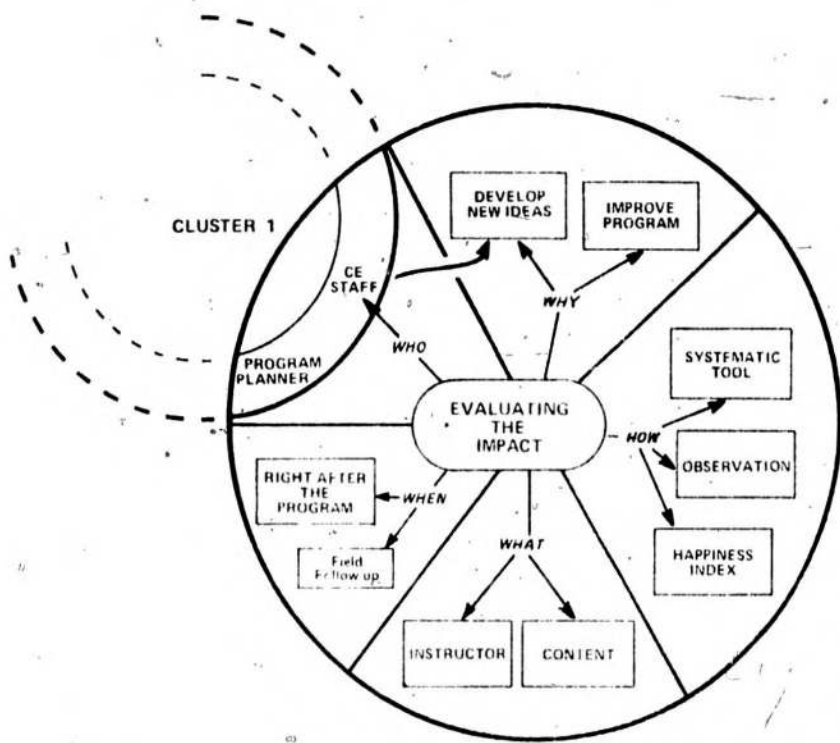 CLUSTER 1
CE
STAFF
PROGRAM
PLANNER
WHO
DEVELOP
NEW IDEAS
IMPROVE
PROGRAM
WHY
EVALUATING
THE
IMPACT
SYSTEMATIC
TOOL
HOW
OBSERVATION
HAPPINESS
INDEX
WHAT
INSTRUCTOR
CONTENT
WHEN
RIGHT AFTER
THE
PROGRAM
Field
Follow up